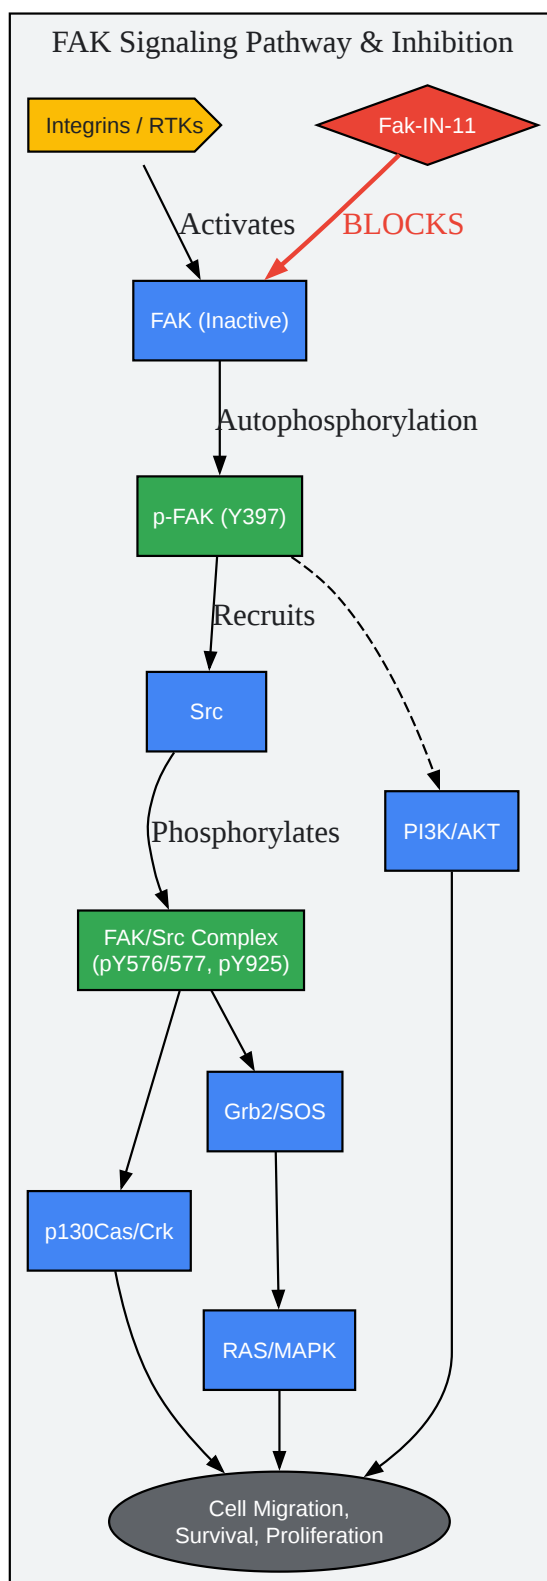 FAK Signaling Pathway & Inhibition
Integrins / RTKs
Fak-IN-11
Activates
BLOCKS
FAK (Inactive)
Autophosphorylation
p-FAK (Y397)
Recruits
Src
Phosphorylates
PI3K/AKT
FAK/Src Complex
(pY576/577, pY925)
Grb2/SOS
p130Cas/Crk
RAS/MAPK
Cell Migration,
Survival, Proliferation